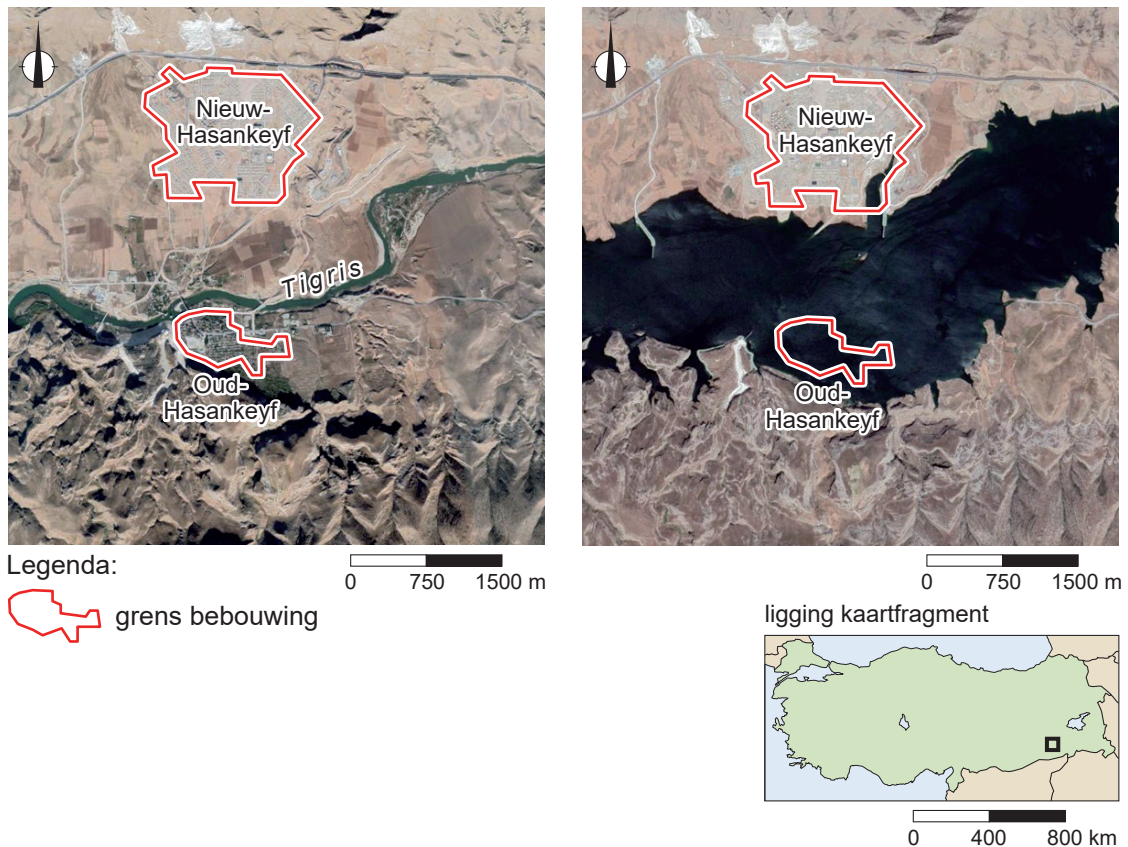 Nieuw-
Hasankeyf
Tigris
Oud-
Hasankeyf
Nieuw-
Hasankeyf
Oud-
Hasankeyf
0 750 1500 m
0 750 1500 m
Legenda:
grens bebouwing
ligging kaartfragment
0 400 800 km